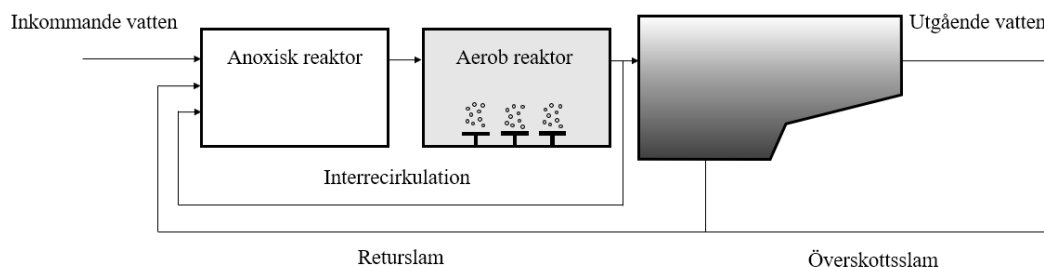 Inkommande vatten
Utgående vatten
Anoxisk reaktor
Aerob reaktor
Interrecirkulation
Returslam
Överskottsslam